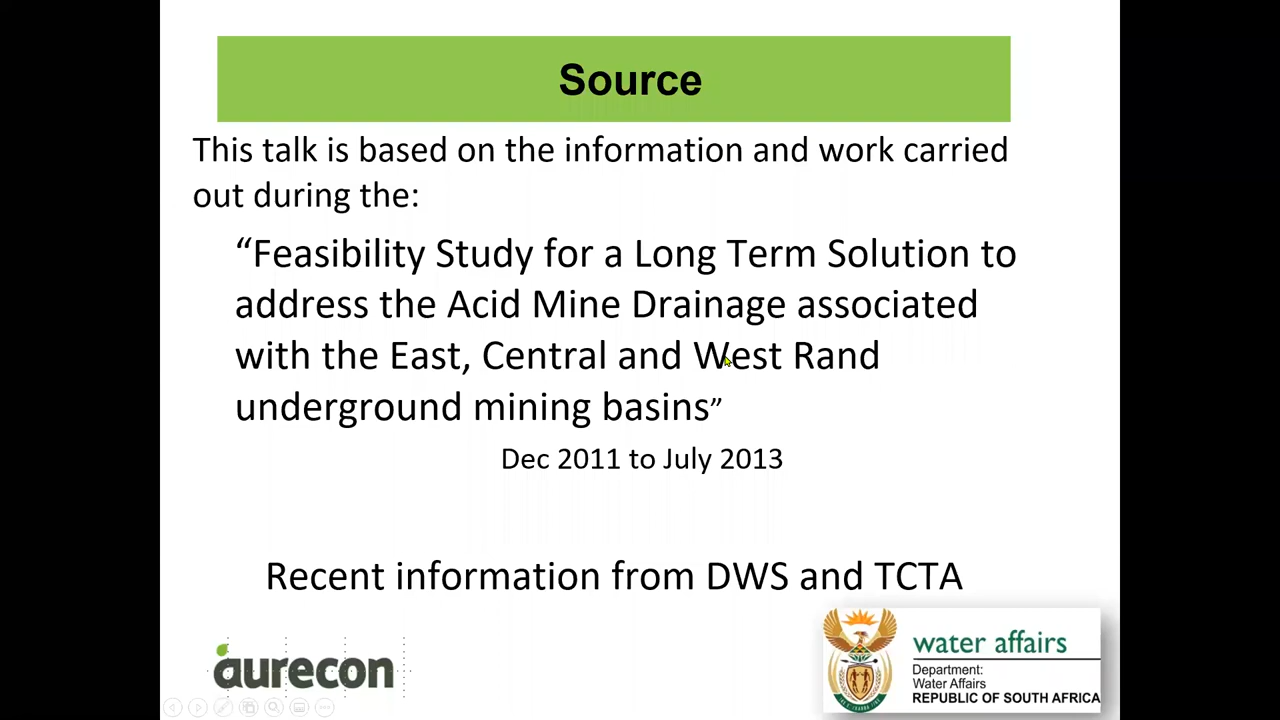 Source
This talk is based on the information and work carried
out during the:
“Feasibility Study for a Long Term Solution to
address the Acid Mine Drainage associated
with the East, Central and West Rand
underground mining basins”
Dec 2011 to July 2013
Recent information from DWS and TCTA
aurecon
water affairs
Department:
Water Affairs
REPUBLIC OF SOUTH AFRICA